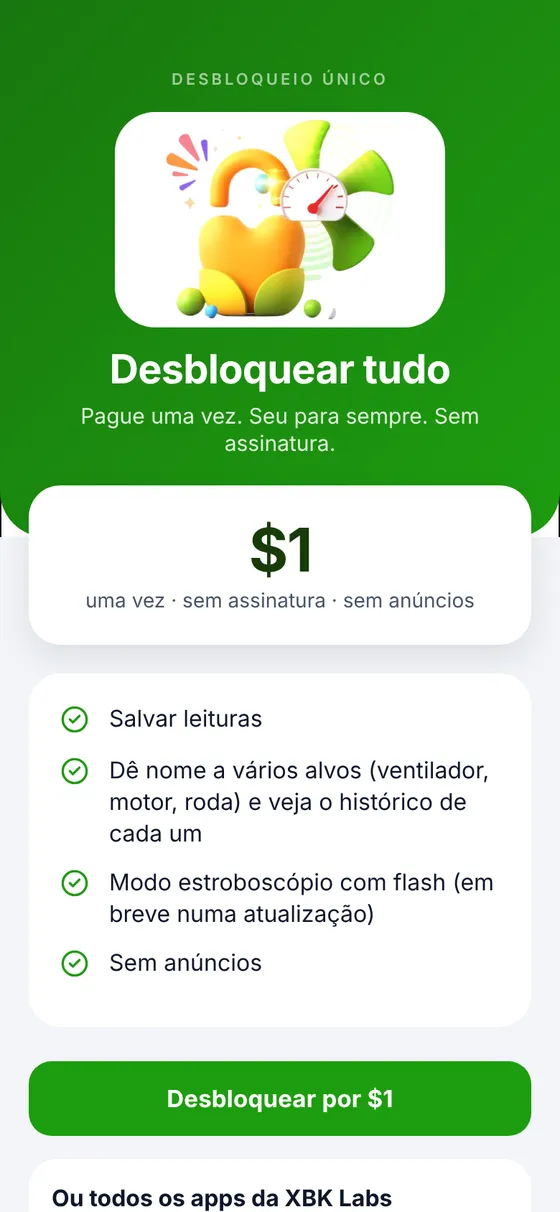 DESBLOQUEIO ÚNICO
Desbloquear tudo
Pague uma vez. Seu para sempre. Sem
assinatura.
$1
uma vez · sem assinatura · sem anúncios
Salvar leituras
Dê nome a vários alvos (ventilador,
motor, roda) e veja o histórico de
cada um
Modo estroboscópio com flash (em
breve numa atualização)
Sem anúncios
Desbloquear por $1
Ou todos os apps da XBK Labs